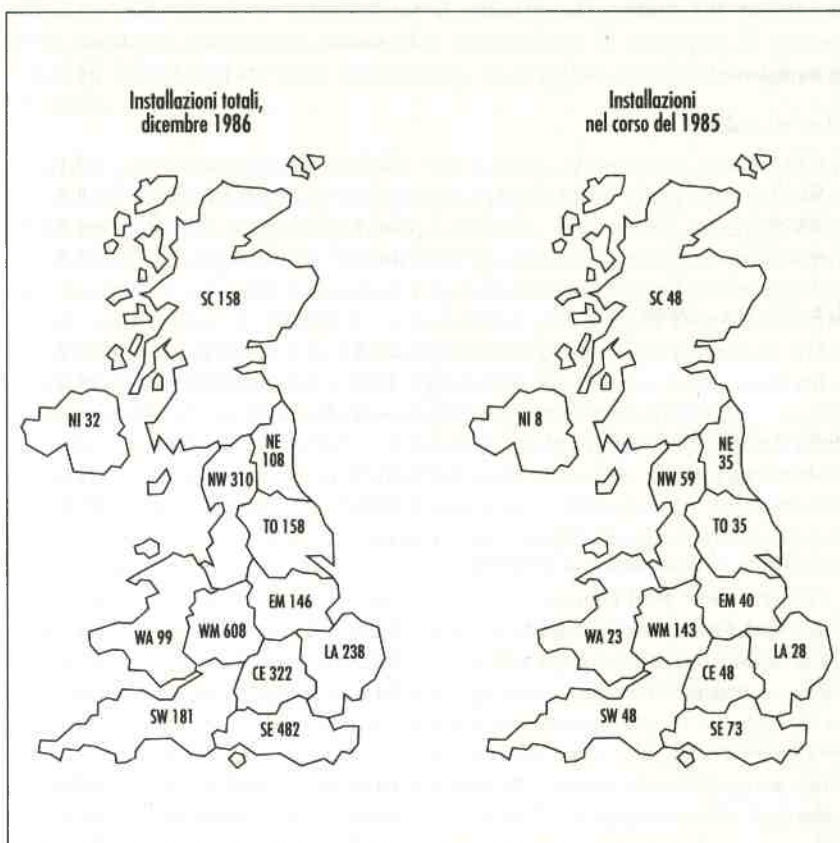 Installazioni totali,
dicembre 1986
SC 158
NI 32
NE
108
NW 310
TO 158
EM 146
WA 99
WM 608
LA 238
CE 322
SW 181
SE 482
Installazioni
nel corso del 1985
SC 48
NI 8
NE
35
NW 59
TO 35
EM 40
WA 23
WM 143
LA 28
CE 48
SW 48
SE 73